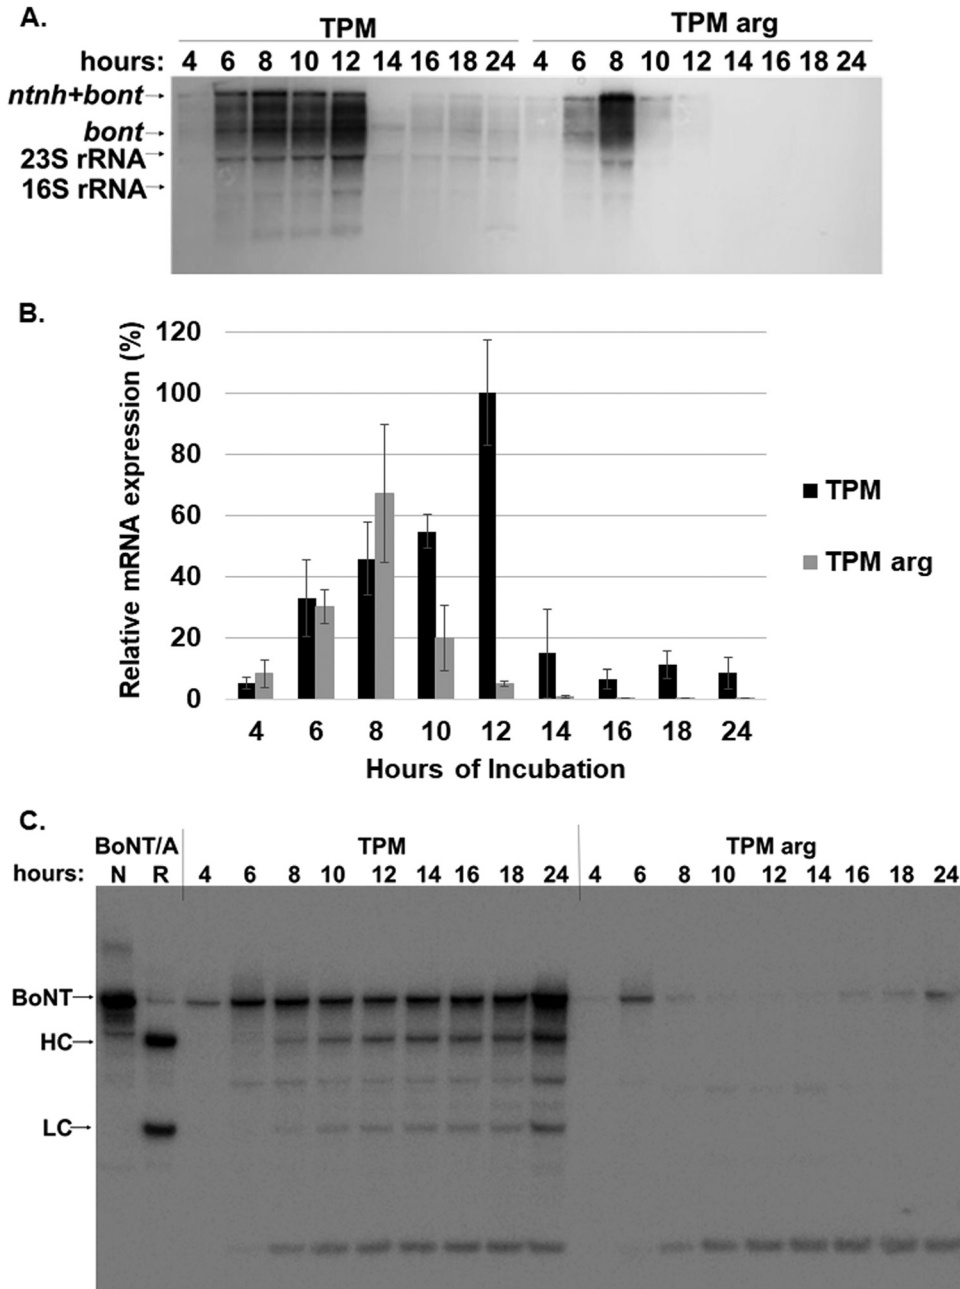 A.
TPM TPM arg
hours: 4 6 8 10 12 14 16 18 24 4 6 8 10 12 14 16 18 24
ntnh+bont→
bont→
23S rRNA→
16S rRNA→
B.
Relative mRNA expression (%)
120
100
80
60
40
20
0
4 6 8 10 12 14 16 18 24
Hours of Incubation
TPM
TPM arg
C.
BoNT/A TPM TPM arg
hours: N R 4 6 8 10 12 14 16 18 24 4 6 8 10 12 14 16 18 24
BoNT→
HC→
LC→